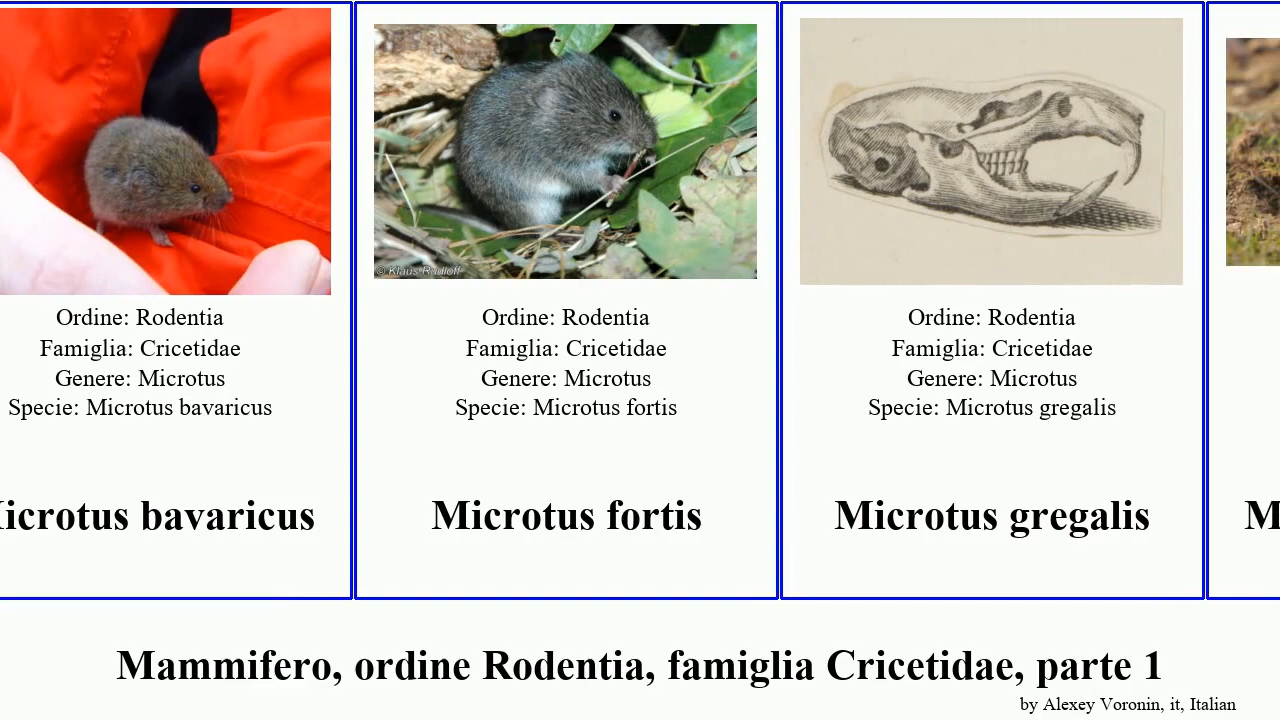 © Klaus Rudloff
Ordine: Rodentia
Famiglia: Cricetidae
Genere: Microtus
Specie: Microtus bavaricus
icrotus bavaricus
Ordine: Rodentia
Famiglia: Cricetidae
Genere: Microtus
Specie: Microtus fortis
Microtus fortis
Ordine: Rodentia
Famiglia: Cricetidae
Genere: Microtus
Specie: Microtus gregalis
Microtus gregalis
M
Mammifero, ordine Rodentia, famiglia Cricetidae, parte 1
by Alexey Voronin, it, Italian